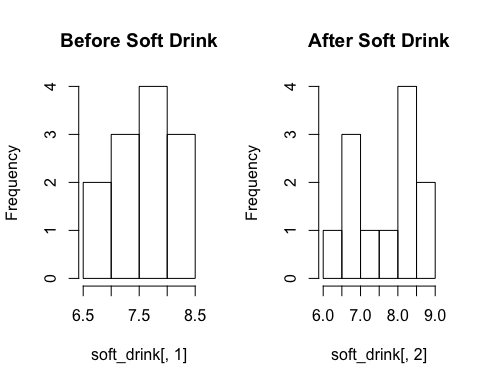 Before Soft Drink
Frequency
0 1 2 3 4
6.5 7.5 8.5
soft_drink[, 1]
After Soft Drink
Frequency
0 1 2 3 4
6.0 7.0 8.0 9.0
soft_drink[, 2]